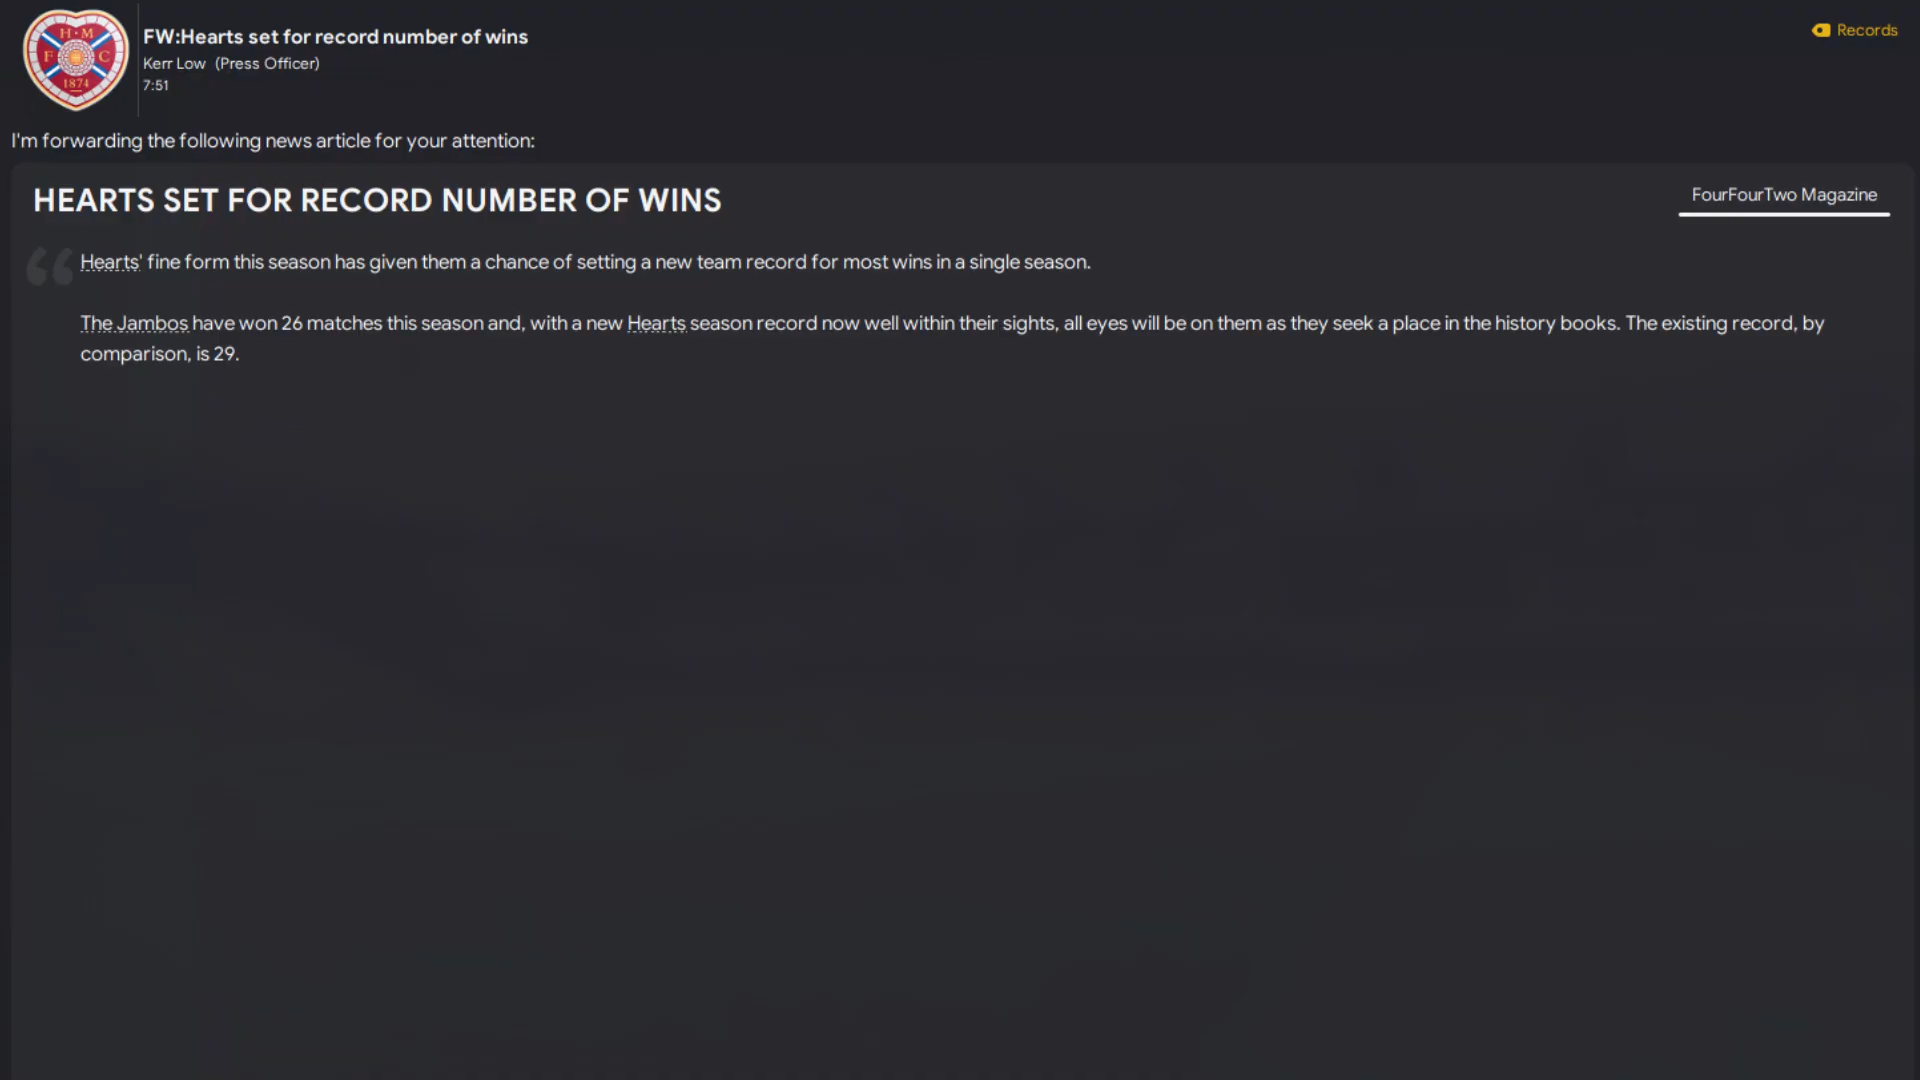 H M
F C
1874
FW:Hearts set for record number of wins
Kerr Low (Press Officer)
7:51
Records
I'm forwarding the following news article for your attention:
HEARTS SET FOR RECORD NUMBER OF WINS
FourFourTwo Magazine
Hearts' fine form this season has given them a chance of setting a new team record for most wins in a single season.
The Jambos have won 26 matches this season and, with a new Hearts season record now well within their sights, all eyes will be on them as they seek a place in the history books. The existing record, by
comparison, is 29.